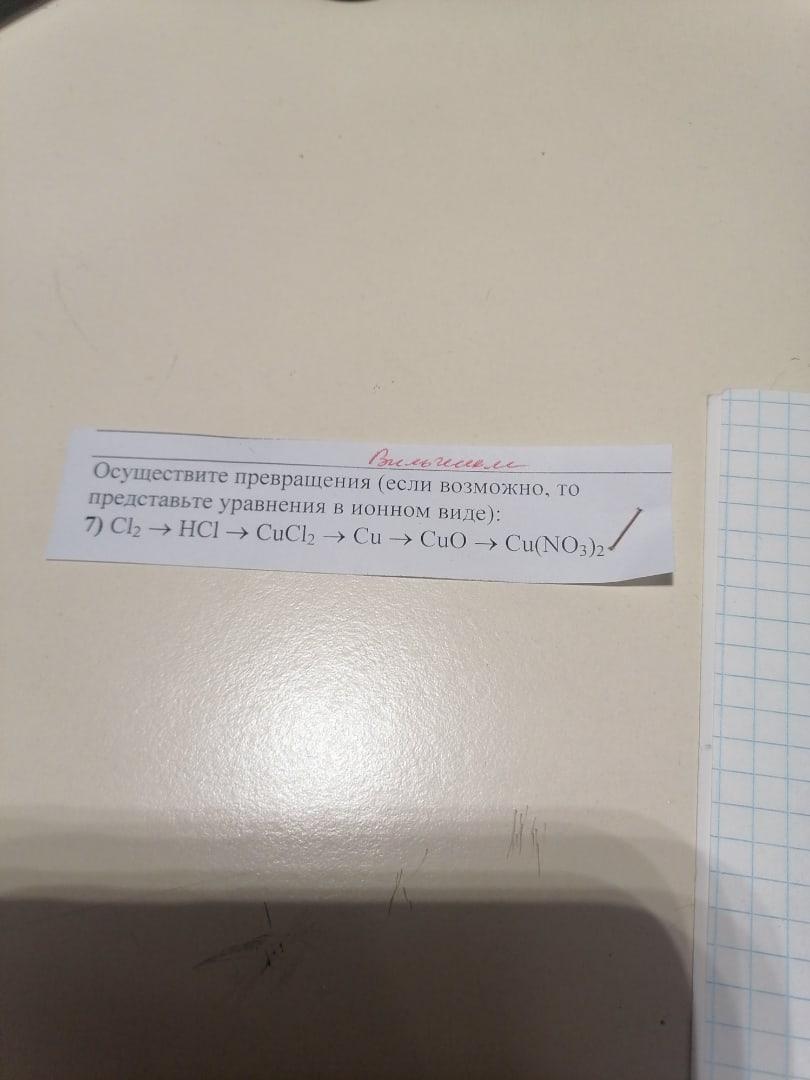 Осуществите превращения (если возможно, то
представьте уравнения в ионном виде):
7) Cl₂ → HCl → CuCl₂ → Cu → CuO → Cu(NO₃)₂